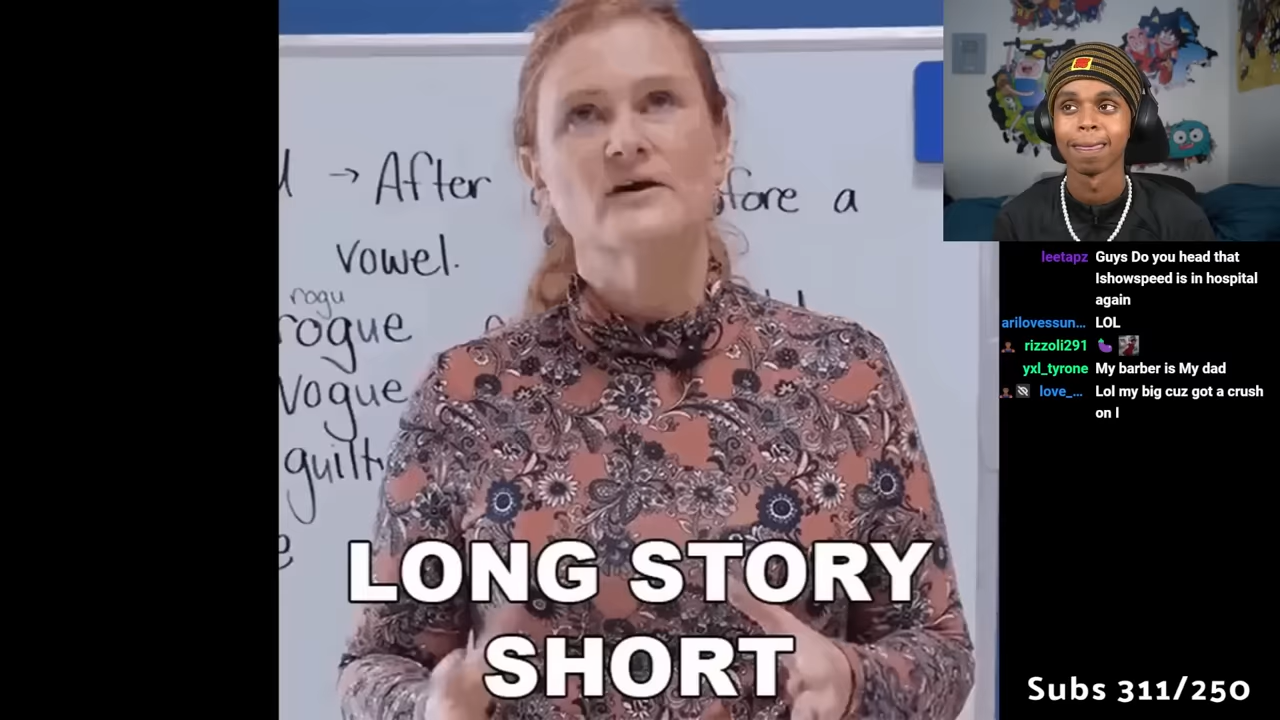 → After
fore a
vowel.
rogu
rogue
Vogue
LONG STORY
SHORT
leetapz Guys Do you head that
Ishowspeed is in hospital
again
arilovessun... LOL
rizzoli291
yxl_tyrone My barber is My dad
love_... Lol my big cuz got a crush
on I
Subs 311/250